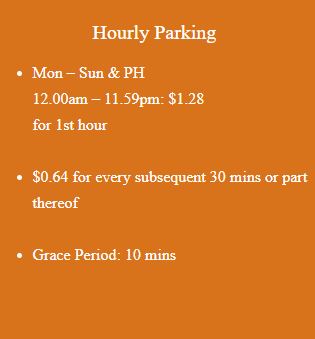 Hourly Parking
• Mon – Sun & PH
12.00am – 11.59pm: $1.28
for 1st hour
• $0.64 for every subsequent 30 mins or part
thereof
• Grace Period: 10 mins